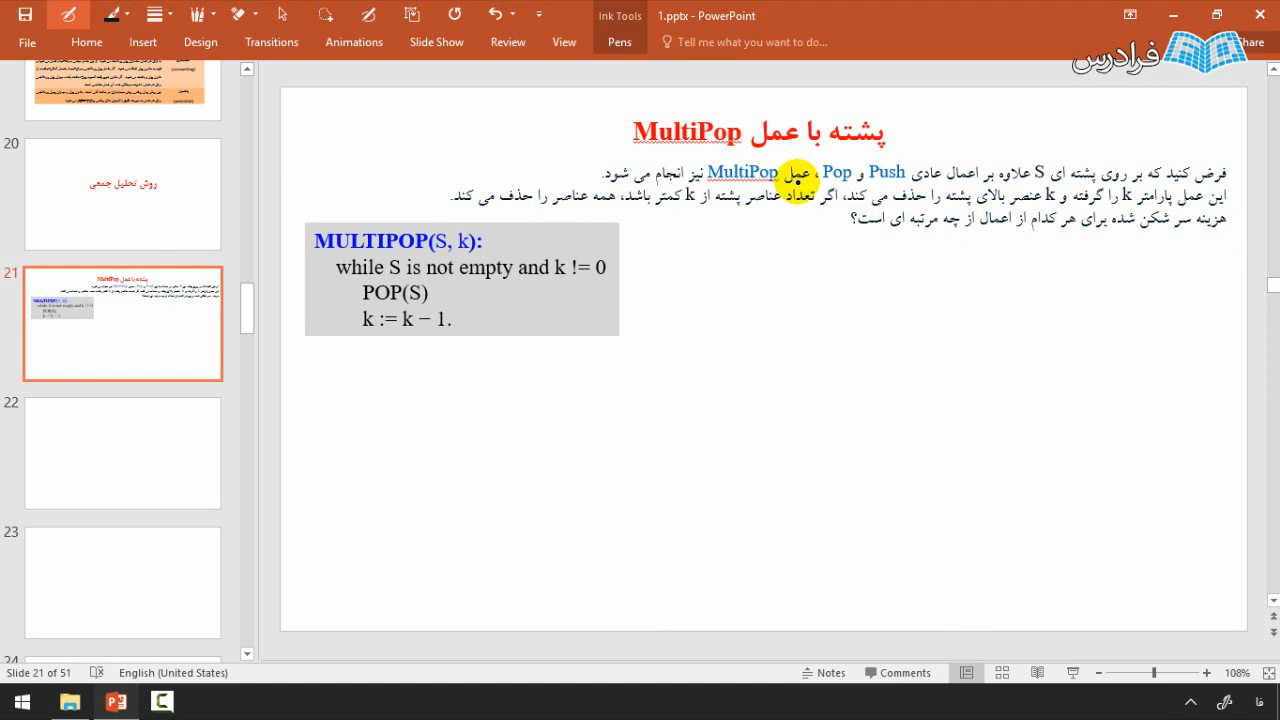 Ink Tools
1.pptx - PowerPoint
File
Home
Insert
Design
Transitions
Animations
Slide Show
Review
View
Pens
Tell me what you want to do...
Share
فرادرس
20
روش تحلیل جمعی
21
22
23
24
پشته با عمل MultiPop
فرض کنید که بر روی پشته ای S علاوه بر اعمال عادی Push و Pop ، عمل MultiPop نیز انجام می شود.
این عمل پارامتر k را گرفته و k عنصر بالای پشته را حذف می کند، اگر تعداد عناصر پشته از k کمتر باشد، همه عناصر را حذف می کند.
هزینه سر شکن شده برای هر کدام از اعمال از چه مرتبه ای است؟
MULTIPOP(S, k):
while S is not empty and k != 0
POP(S)
k := k − 1.
Slide 21 of 51
English (United States)
Notes
Comments
108%
فا